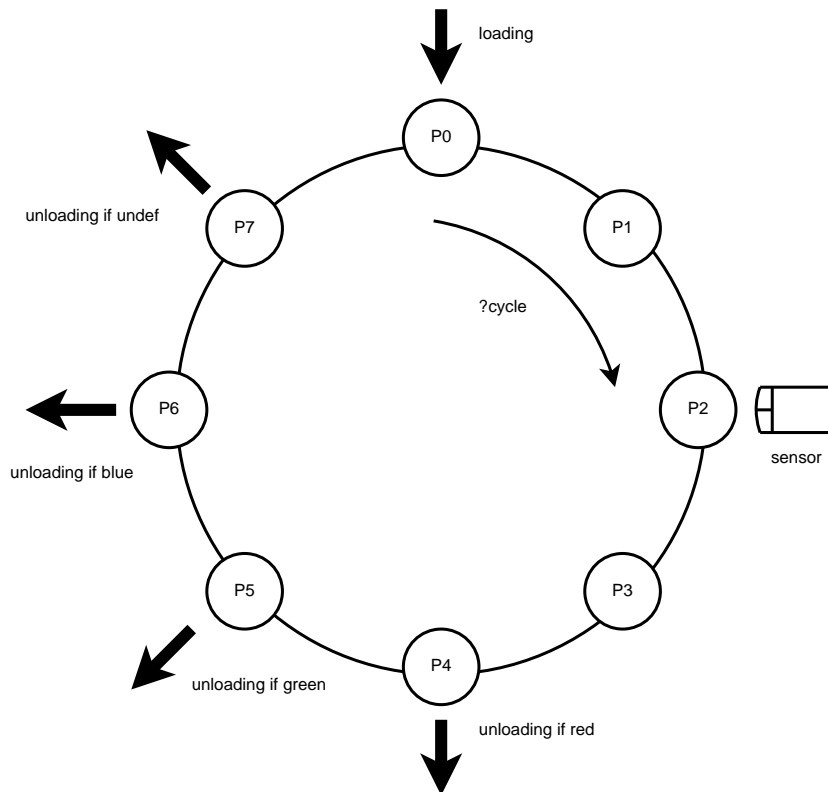 loading
P0
unloading if undef
P7
P1
?cycle
P6
P2
unloading if blue
sensor
P5
P3
unloading if green
P4
unloading if red